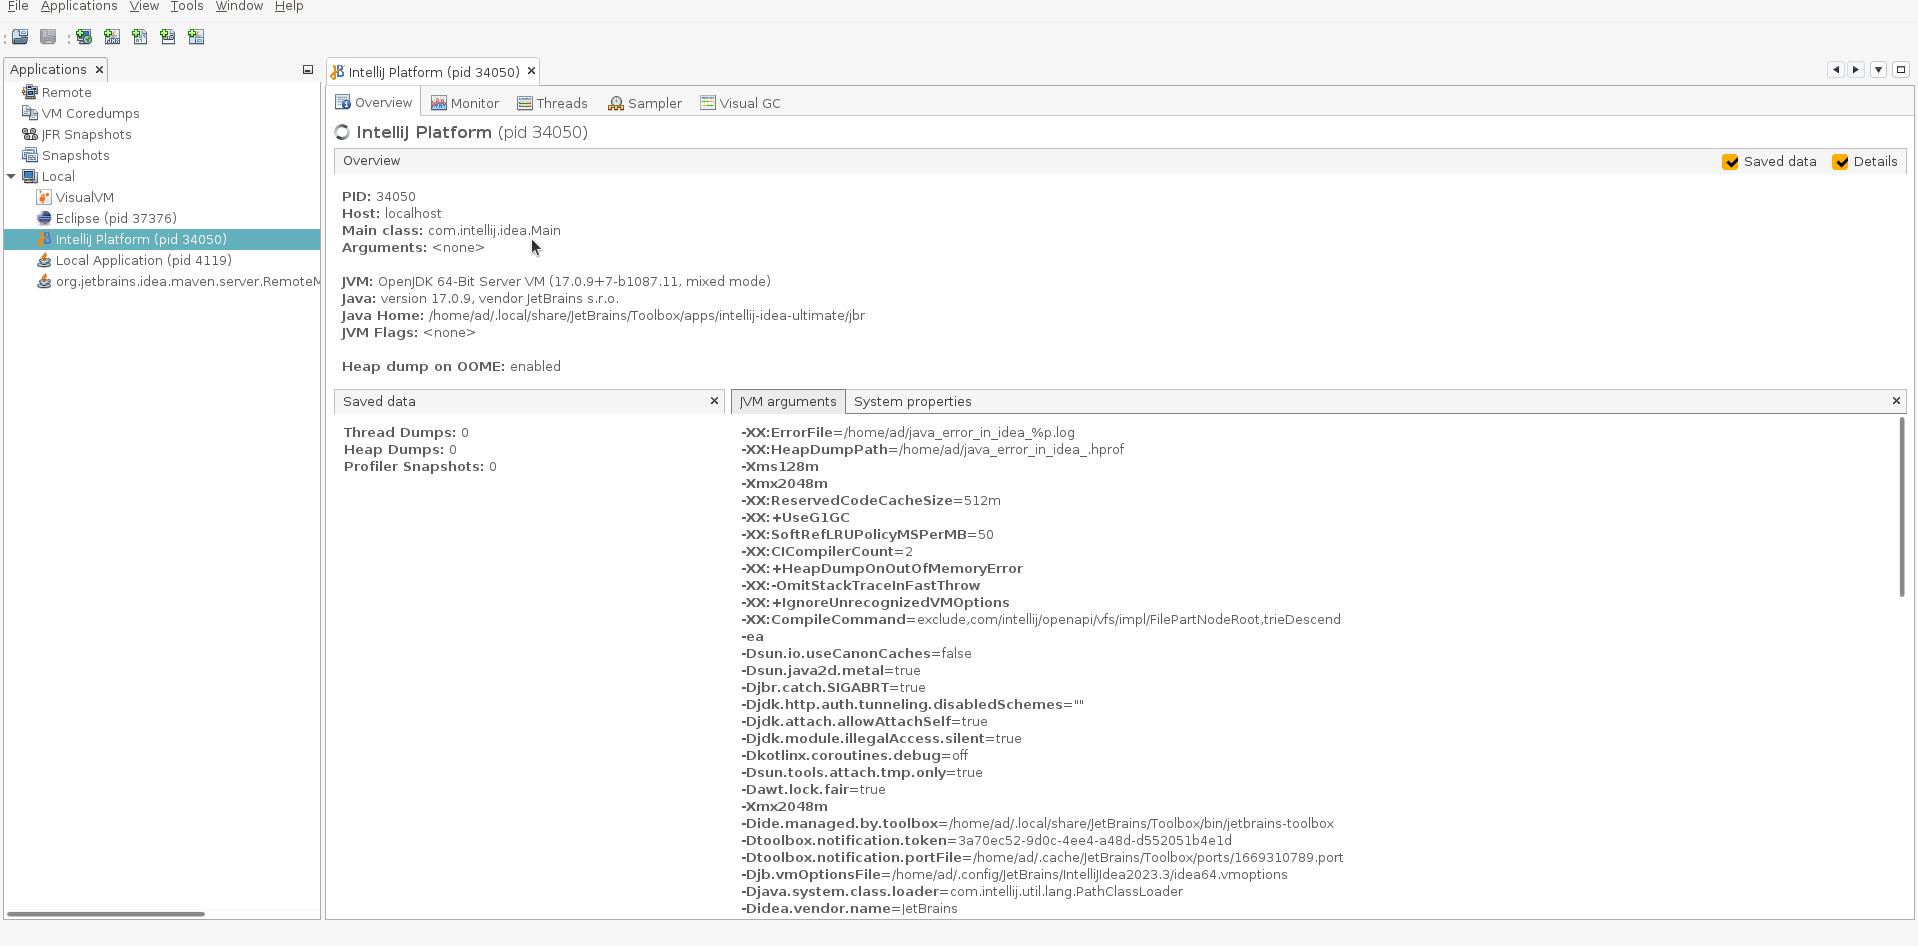 File Applications View Tools Window Help
Applications
Remote
VM Coredumps
JFR Snapshots
Snapshots
Local
VisualVM
Eclipse (pid 37376)
IntelliJ Platform (pid 34050)
Local Application (pid 4119)
org.jetbrains.idea.maven.server.RemoteM
IntelliJ Platform (pid 34050)
Overview Monitor Threads Sampler Visual GC
IntelliJ Platform (pid 34050)
Overview Saved data Details
PID: 34050
Host: localhost
Main class: com.intellij.idea.Main
Arguments: <none>
JVM: OpenJDK 64-Bit Server VM (17.0.9+7-b1087.11, mixed mode)
Java: version 17.0.9, vendor JetBrains s.r.o.
Java Home: /home/ad/.local/share/JetBrains/Toolbox/apps/intellij-idea-ultimate/jbr
JVM Flags: <none>
Heap dump on OOME: enabled
Saved data
Thread Dumps: 0
Heap Dumps: 0
Profiler Snapshots: 0
JVM arguments System properties
-XX:ErrorFile=/home/ad/java_error_in_idea_%p.log
-XX:HeapDumpPath=/home/ad/java_error_in_idea_.hprof
-Xms128m
-Xmx2048m
-XX:ReservedCodeCacheSize=512m
-XX:+UseG1GC
-XX:SoftRefLRUPolicyMSPerMB=50
-XX:CICompilerCount=2
-XX:+HeapDumpOnOutOfMemoryError
-XX:-OmitStackTraceInFastThrow
-XX:+IgnoreUnrecognizedVMOptions
-XX:CompileCommand=exclude,com/intellij/openapi/vfs/impl/FilePartNodeRoot,trieDescend
-ea
-Dsun.io.useCanonCaches=false
-Dsun.java2d.metal=true
-Djbr.catch.SIGABRT=true
-Djdk.http.auth.tunneling.disabledSchemes=""
-Djdk.attach.allowAttachSelf=true
-Djdk.module.illegalAccess.silent=true
-Dkotlinx.coroutines.debug=off
-Dsun.tools.attach.tmp.only=true
-Dawt.lock.fair=true
-Xmx2048m
-Dide.managed.by.toolbox=/home/ad/.local/share/JetBrains/Toolbox/bin/jetbrains-toolbox
-Dtoolbox.notification.token=3a70ec52-9d0c-4ee4-a48d-d552051b4e1d
-Dtoolbox.notification.portFile=/home/ad/.cache/JetBrains/Toolbox/ports/1669310789.port
-Djb.vmOptionsFile=/home/ad/.config/JetBrains/IntelliJIdea2023.3/idea64.vmoptions
-Djava.system.class.loader=com.intellij.util.lang.PathClassLoader
-Didea.vendor.name=JetBrains